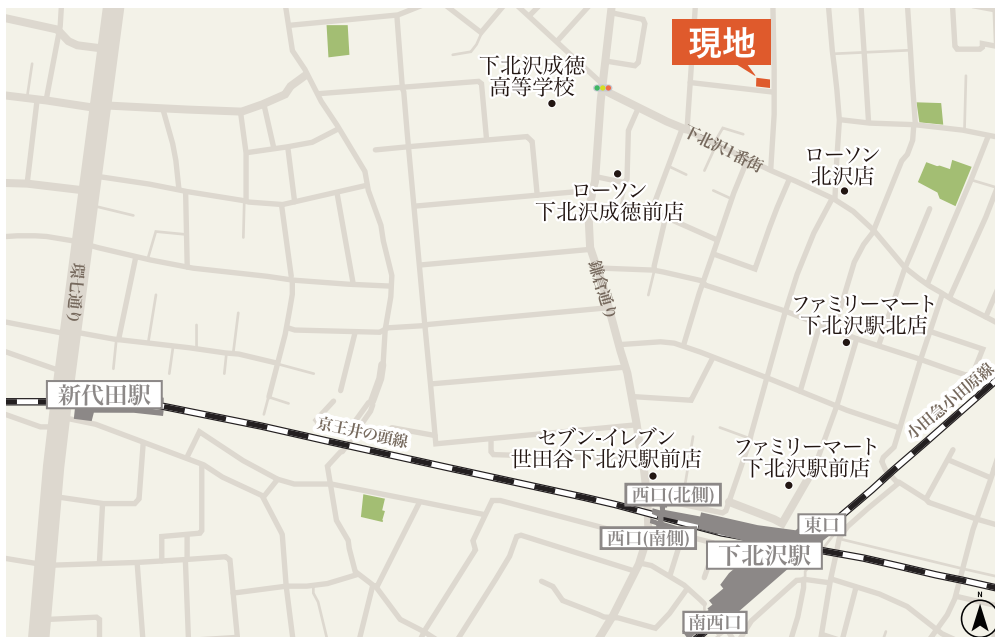 現地
下北沢成徳
高等学校
下北沢1番街
ローソン
北沢店
ローソン
下北沢成徳前店
環七通り
鎌倉通り
ファミリーマート
下北沢駅北店
新代田駅
京王井の頭線
小田急小田原線
セブン-イレブン
世田谷下北沢駅前店
ファミリーマート
下北沢駅前店
西口(北側)
東口
西口(南側)
下北沢駅
南西口
N